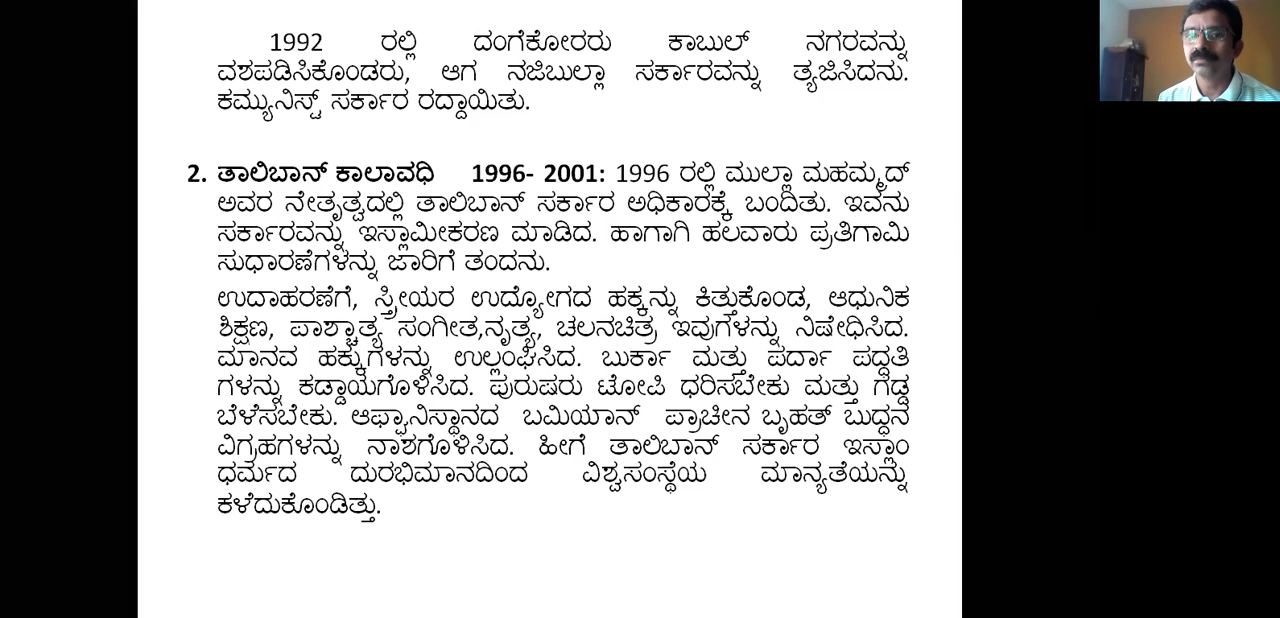 1992 ರಲ್ಲಿ ದಂಗೆಕೋರರು ಕಾಬುಲ್ ನಗರವನ್ನು
ವಶಪಡಿಸಿಕೊಂಡರು, ಆಗ ನಜಿಬುಲ್ಲಾ ಸರ್ಕಾರವನ್ನು ತ್ಯಜಿಸಿದನು.
ಕಮ್ಯುನಿಸ್ಟ್ ಸರ್ಕಾರ ರದ್ದಾಯಿತು.
2. ತಾಲಿಬಾನ್ ಕಾಲಾವಧಿ 1996- 2001: 1996 ರಲ್ಲಿ ಮುಲ್ಲಾ ಮಹಮ್ಮದ್
ಅವರ ನೇತೃತ್ವದಲ್ಲಿ ತಾಲಿಬಾನ್ ಸರ್ಕಾರ ಅಧಿಕಾರಕ್ಕೆ ಬಂದಿತು. ಇವನು
ಸರ್ಕಾರವನ್ನು ಇಸ್ಲಾಮೀಕರಣ ಮಾಡಿದ. ಹಾಗಾಗಿ ಹಲವಾರು ಪ್ರತಿಗಾಮಿ
ಸುಧಾರಣೆಗಳನ್ನು ಜಾರಿಗೆ ತಂದನು.
ಉದಾಹರಣೆಗೆ, ಸ್ತ್ರೀಯರ ಉದ್ಯೋಗದ ಹಕ್ಕನ್ನು ಕಿತ್ತುಕೊಂಡ, ಆಧುನಿಕ
ಶಿಕ್ಷಣ, ಪಾಶ್ಚಾತ್ಯ ಸಂಗೀತ,ನೃತ್ಯ, ಚಲನಚಿತ್ರ ಇವುಗಳನ್ನು ನಿಷೇಧಿಸಿದ.
ಮಾನವ ಹಕ್ಕುಗಳನ್ನು ಉಲ್ಲಂಘಿಸಿದ. ಬುರ್ಕಾ ಮತ್ತು ಪರ್ದಾ ಪದ್ಧತಿ
ಗಳನ್ನು ಕಡ್ಡಾಯಗೊಳಿಸಿದ. ಪುರುಷರು ಟೋಪಿ ಧರಿಸಬೇಕು ಮತ್ತು ಗಡ್ಡ
ಬೆಳೆಸಬೇಕು. ಆಫ್ಘಾನಿಸ್ಥಾನದ ಬಮಿಯಾನ್ ಪ್ರಾಚೀನ ಬೃಹತ್ ಬುದ್ಧನ
ವಿಗ್ರಹಗಳನ್ನು ನಾಶಗೊಳಿಸಿದ. ಹೀಗೆ ತಾಲಿಬಾನ್ ಸರ್ಕಾರ ಇಸ್ಲಾಂ
ಧರ್ಮದ ದುರಭಿಮಾನದಿಂದ ವಿಶ್ವಸಂಸ್ಥೆಯ ಮಾನ್ಯತೆಯನ್ನು
ಕಳೆದುಕೊಂಡಿತ್ತು.